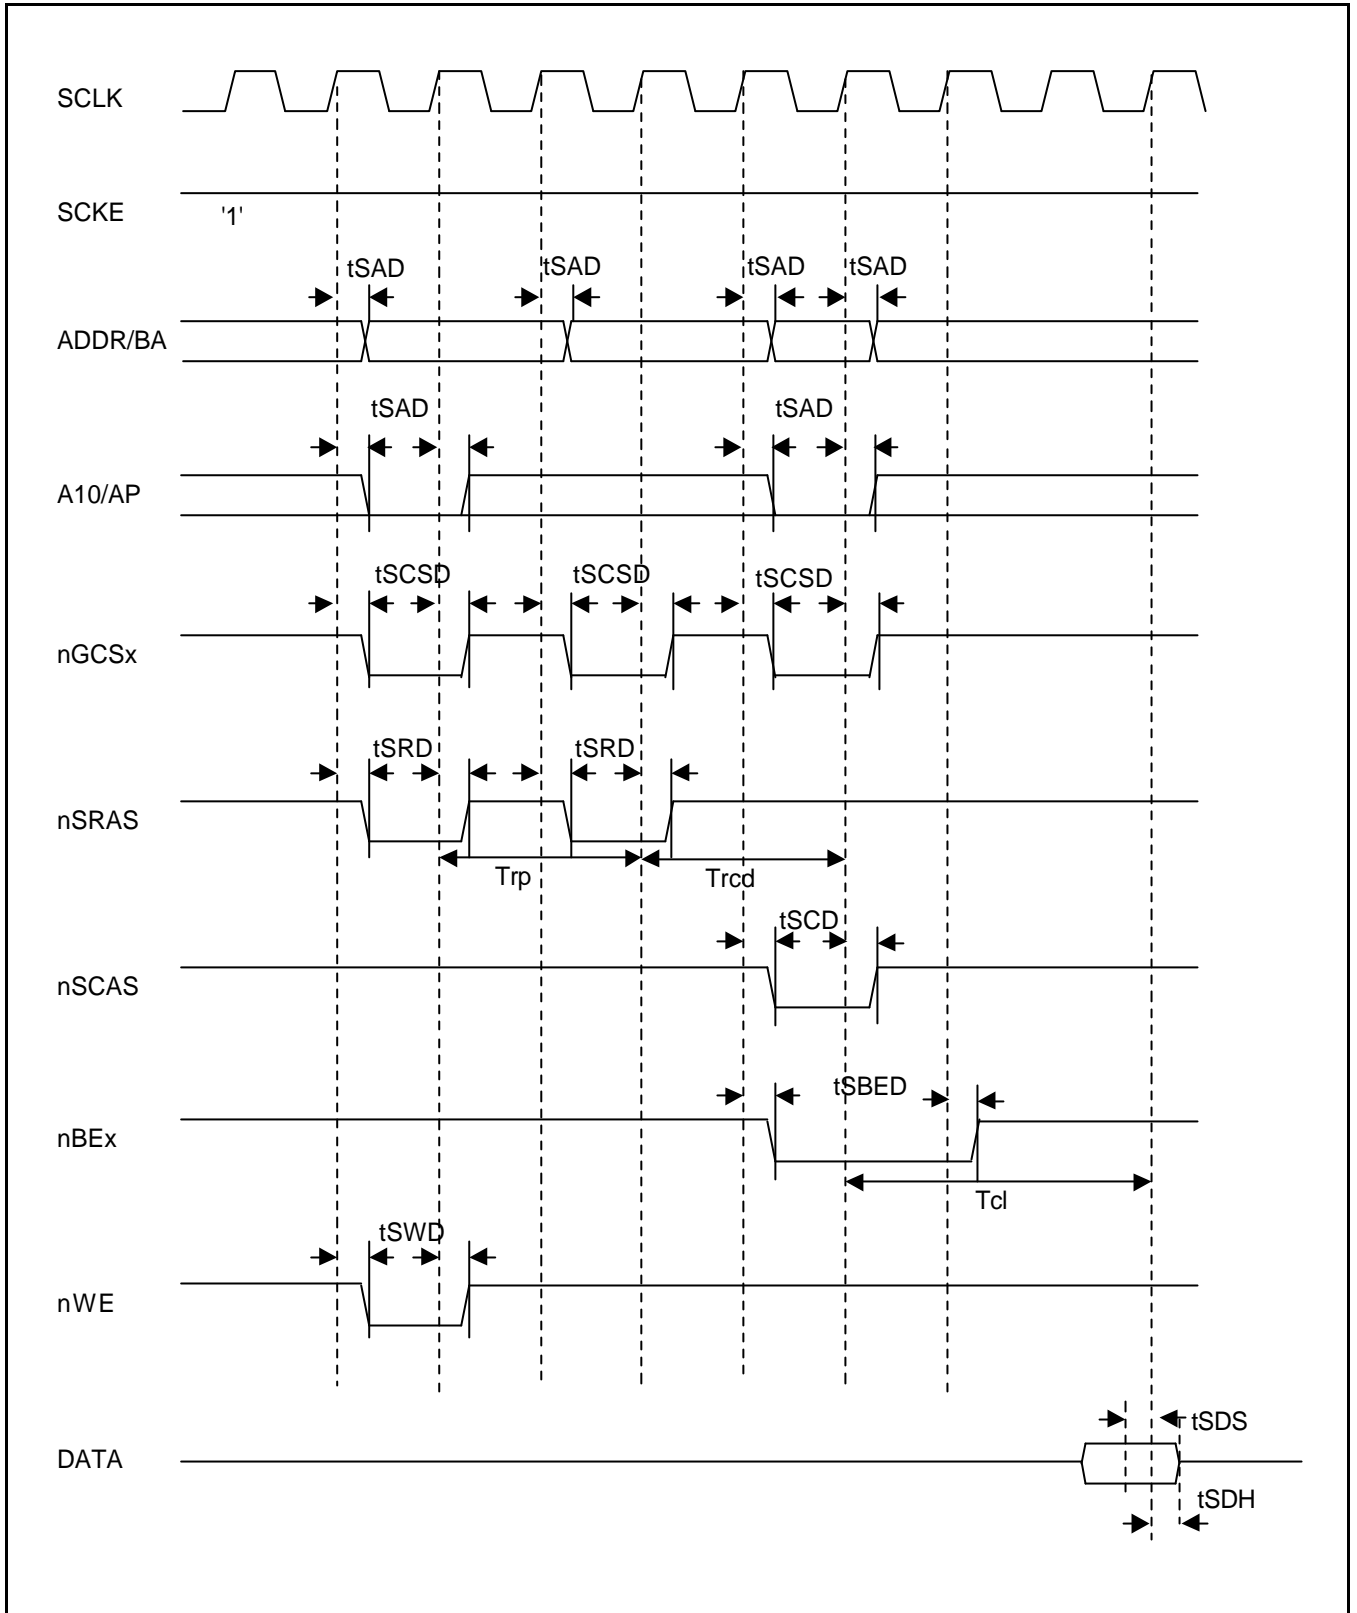 SCLK
SCKE
'1'
tSAD
tSAD
tSAD
tSAD
ADDR/BA
tSAD
tSAD
A10/AP
tSCSD
tSCSD
tSCSD
nGCSx
tSRD
tSRD
nSRAS
Trp
Trcd
tSCD
nSCAS
tSBED
nBEx
Tcl
tSWD
nWE
tSDS
DATA
tSDH